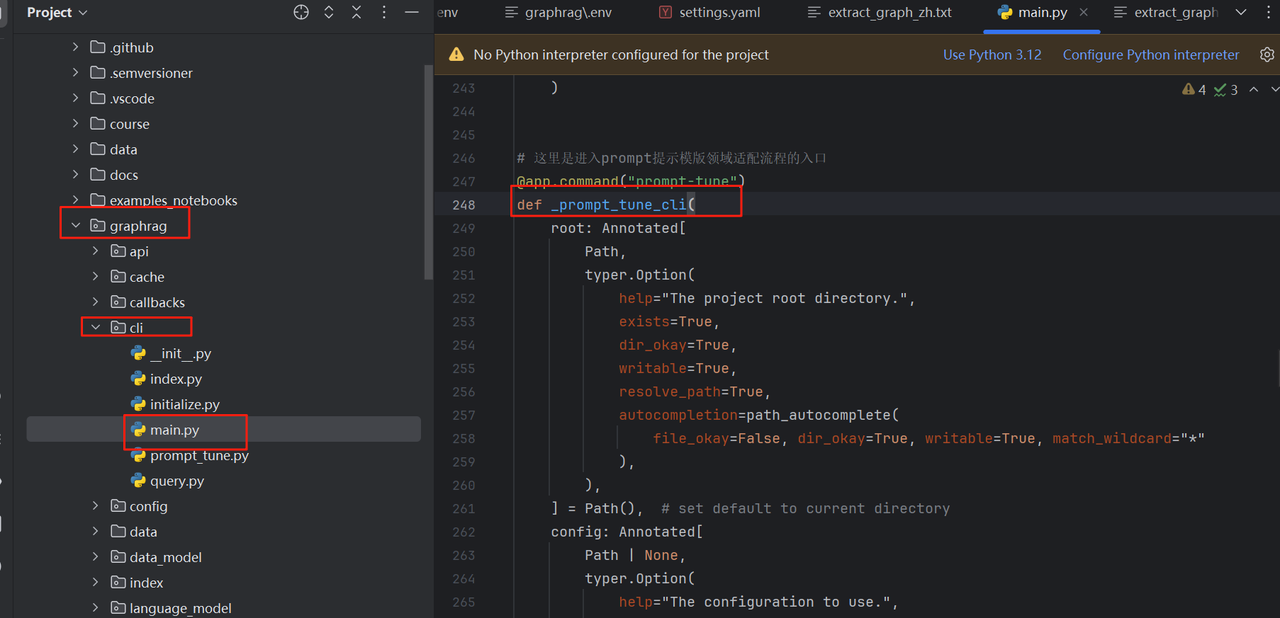 Project
.github
.semversioner
.vscode
course
data
docs
examples_notebooks
graphrag
api
cache
callbacks
cli
__init__.py
index.py
initialize.py
main.py
prompt_tune.py
query.py
config
data
data_model
index
language_model
env graphrag\.env settings.yaml extract_graph_zh.txt main.py extract_graph
No Python interpreter configured for the project Use Python 3.12 Configure Python interpreter
4 3
243 )
244
245
246 # 这里是进入prompt提示模版领域适配流程的入口
247 @app.command("prompt-tune")
248 def _prompt_tune_cli(
249 root: Annotated[
250 Path,
251 typer.Option(
252 help="The project root directory.",
253 exists=True,
254 dir_okay=True,
255 writable=True,
256 resolve_path=True,
257 autocompletion=path_autocomplete(
258 file_okay=False, dir_okay=True, writable=True, match_wildcard="*"
259 ),
260 ),
261 ] = Path(), # set default to current directory
262 config: Annotated[
263 Path | None,
264 typer.Option(
265 help="The configuration to use.",